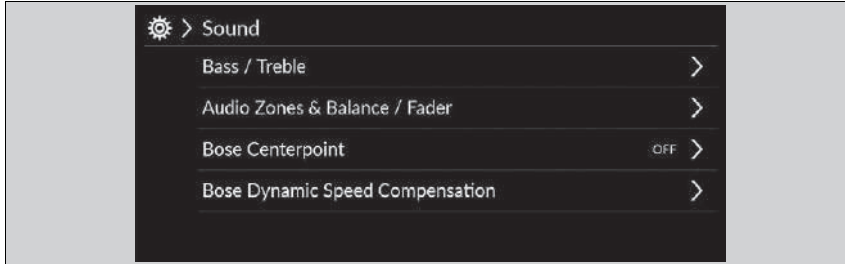 Sound
Bass / Treble
Audio Zones & Balance / Fader
Bose Centerpoint OFF
Bose Dynamic Speed Compensation